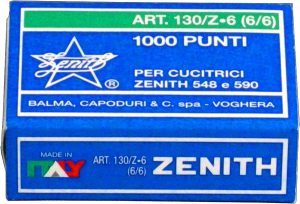 ART. 130/Z-6 (6/6)
1000 PUNTI
Zenith
®
PER CUCITRICI
ZENITH 548 e 590
BALMA, CAPODURI & C. spa - VOGHERA
MADE IN
ITALY
ART. 130/Z-6
(6/6)
ZENITH